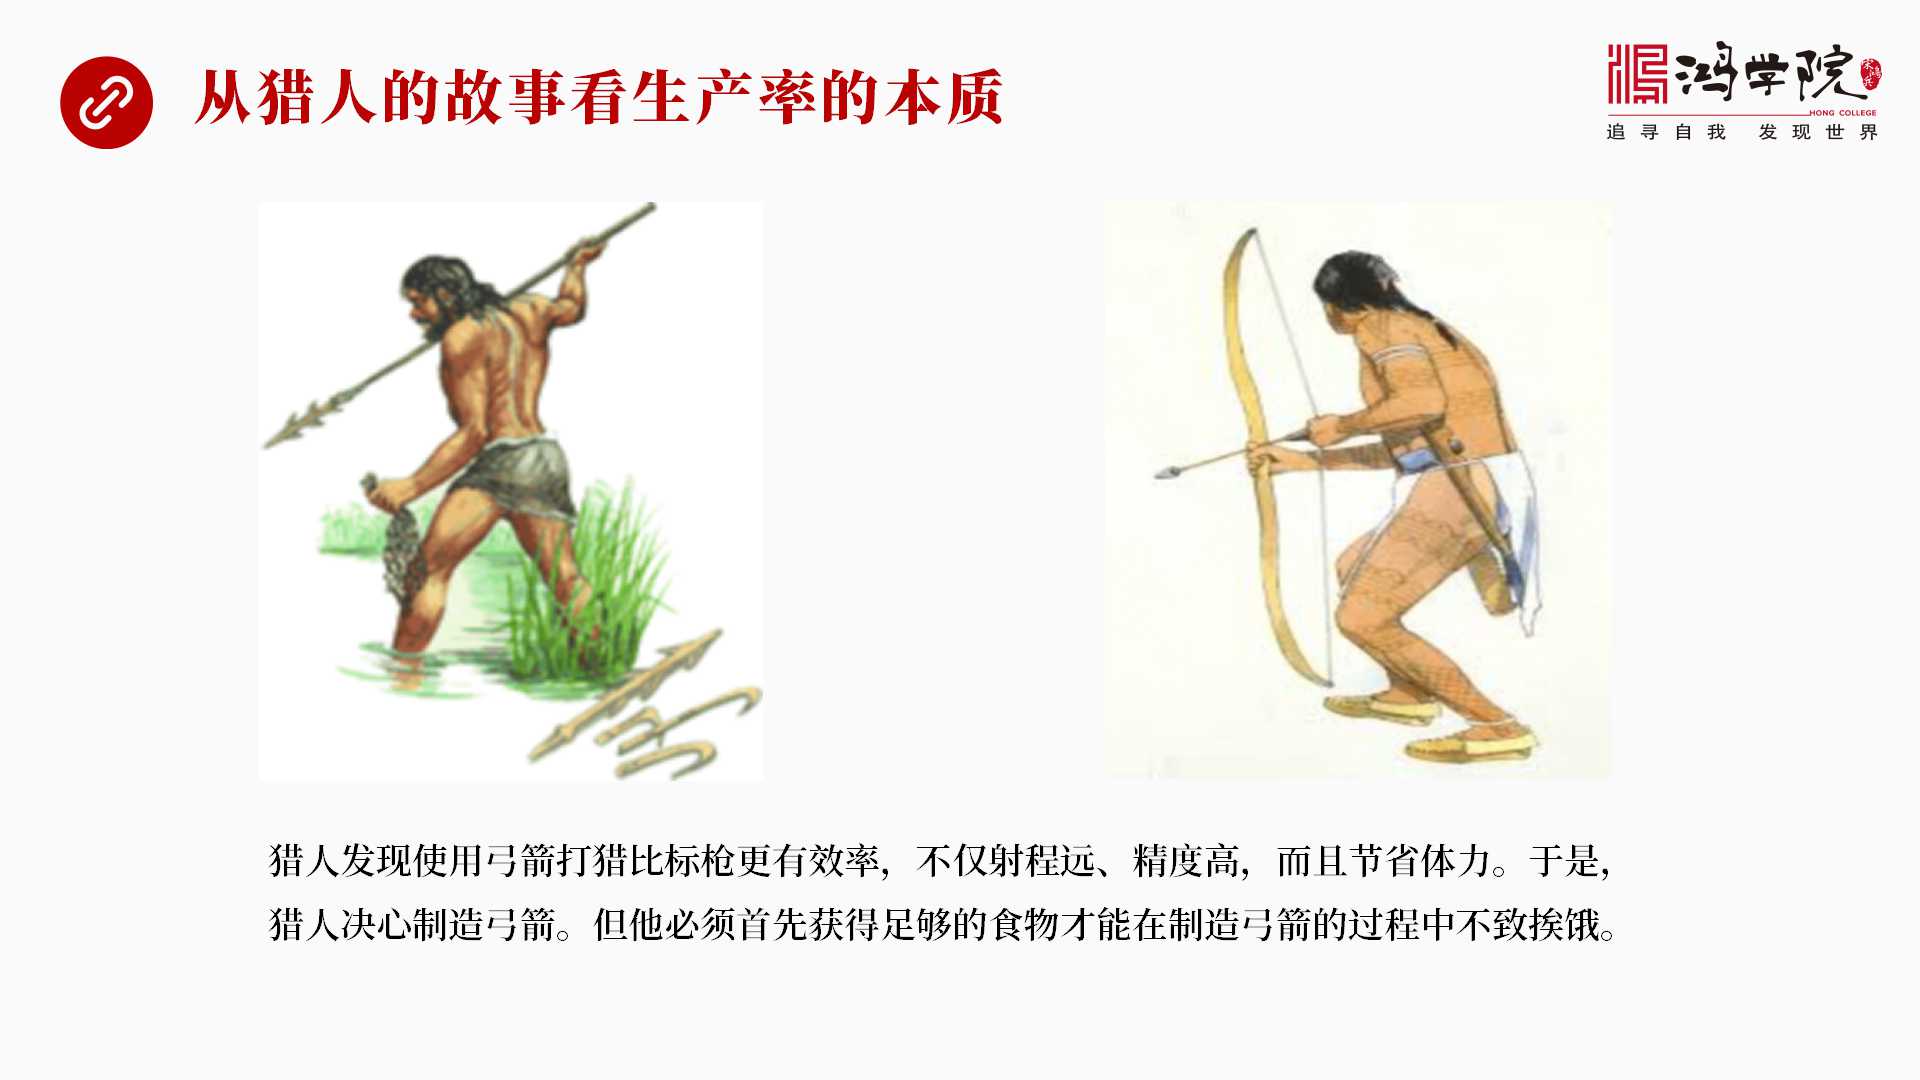 从猎人的故事看生产率的本质
鸿学院
宋鸿兵
HONG COLLEGE
追寻自我 发现世界
猎人发现使用弓箭打猎比标枪更有效率，不仅射程远、精度高，而且节省体力。于是，
猎人决心制造弓箭。但他必须首先获得足够的食物才能在制造弓箭的过程中不致挨饿。